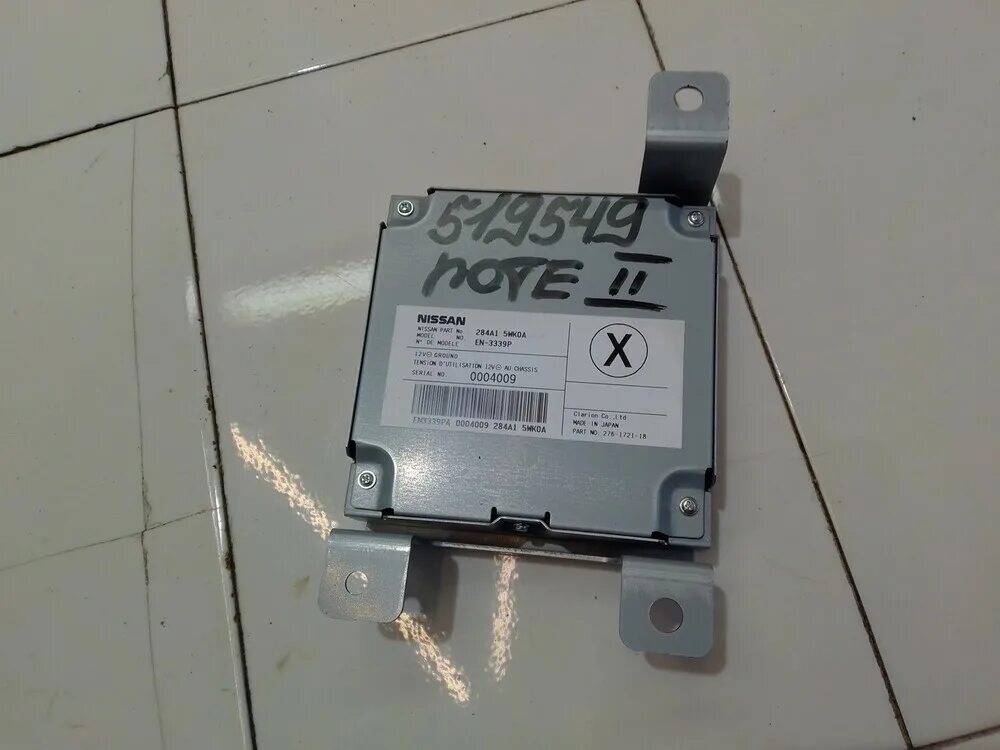 519549
NOTE II
NISSAN
NISSAN PART No. 284A1 5WK0A
MODEL NO.
N° DE MODELE EN-3339P
12V⊖ GROUND
TENSION D'UTILISATION 12V⊖ AU CHASSIS
SERIAL NO. 0004009
EN3339PA 0004009 284A1 5WK0A
X
Clarion Co.,Ltd
MADE IN JAPAN
PART NO. 276-1721-18